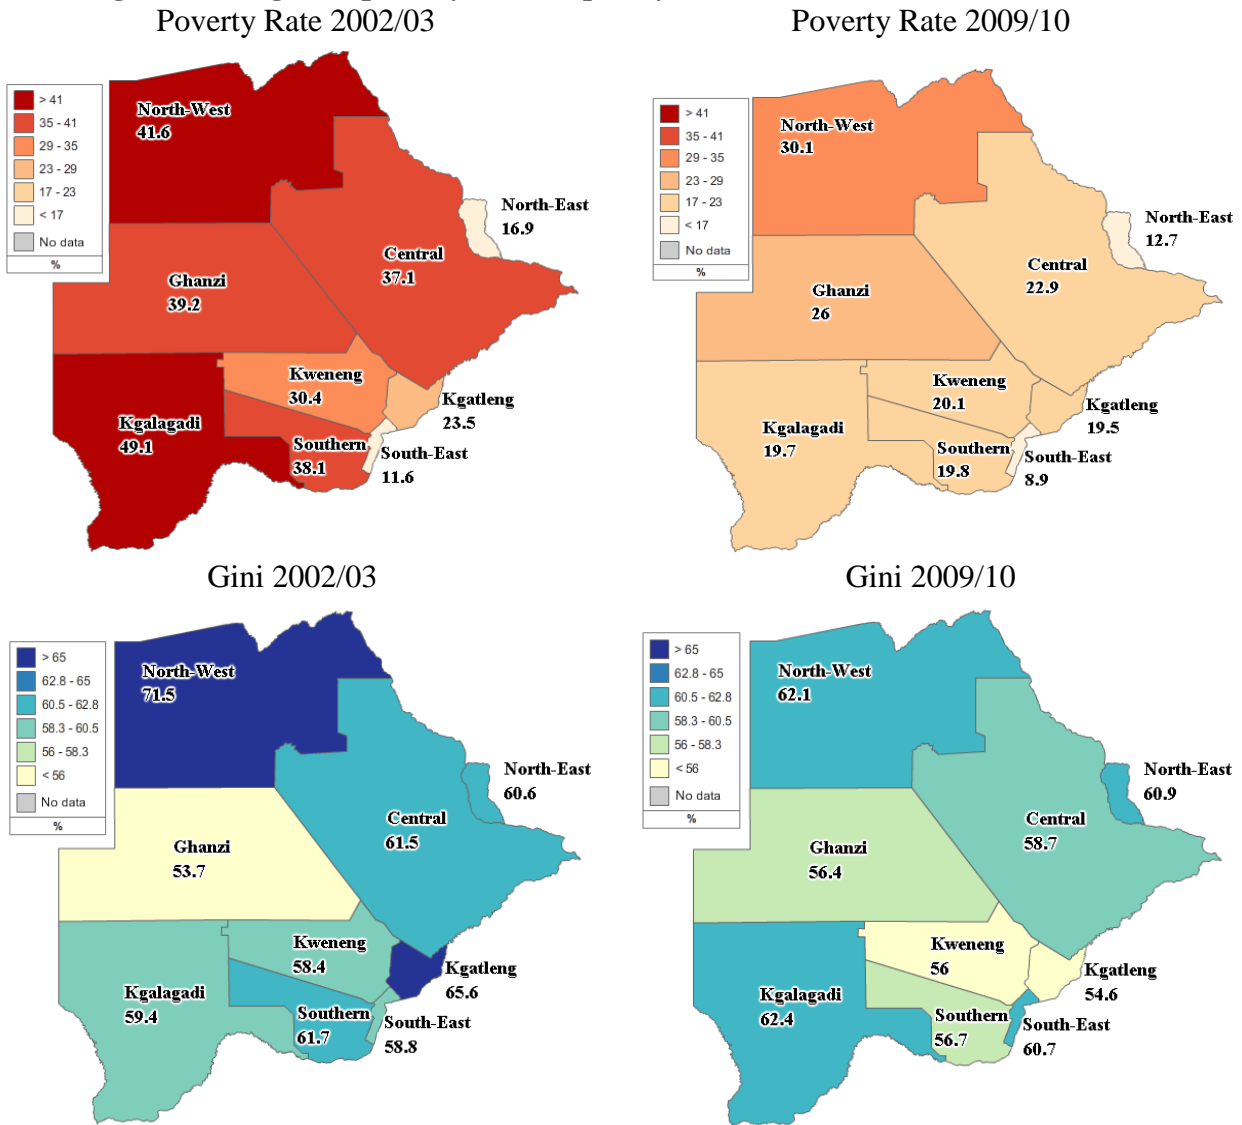 Poverty Rate 2002/03
> 41
35 - 41
29 - 35
23 - 29
17 - 23
< 17
No data
%
North-West
41.6
North-East
16.9
Central
37.1
Ghanzi
39.2
Kweneng
30.4
Kgatleng
23.5
Kgalagadi
49.1
Southern
38.1
South-East
11.6
Poverty Rate 2009/10
> 41
35 - 41
29 - 35
23 - 29
17 - 23
< 17
No data
%
North-West
30.1
North-East
12.7
Central
22.9
Ghanzi
26
Kweneng
20.1
Kgatleng
19.5
Kgalagadi
19.7
Southern
19.8
South-East
8.9
Gini 2002/03
> 65
62.8 - 65
60.5 - 62.8
58.3 - 60.5
56 - 58.3
< 56
No data
%
North-West
71.5
North-East
60.6
Central
61.5
Ghanzi
53.7
Kweneng
58.4
Kgatleng
65.6
Kgalagadi
59.4
Southern
61.7
South-East
58.8
Gini 2009/10
> 65
62.8 - 65
60.5 - 62.8
58.3 - 60.5
56 - 58.3
< 56
No data
%
North-West
62.1
North-East
60.9
Central
58.7
Ghanzi
56.4
Kweneng
56
Kgatleng
54.6
Kgalagadi
62.4
Southern
56.7
South-East
60.7